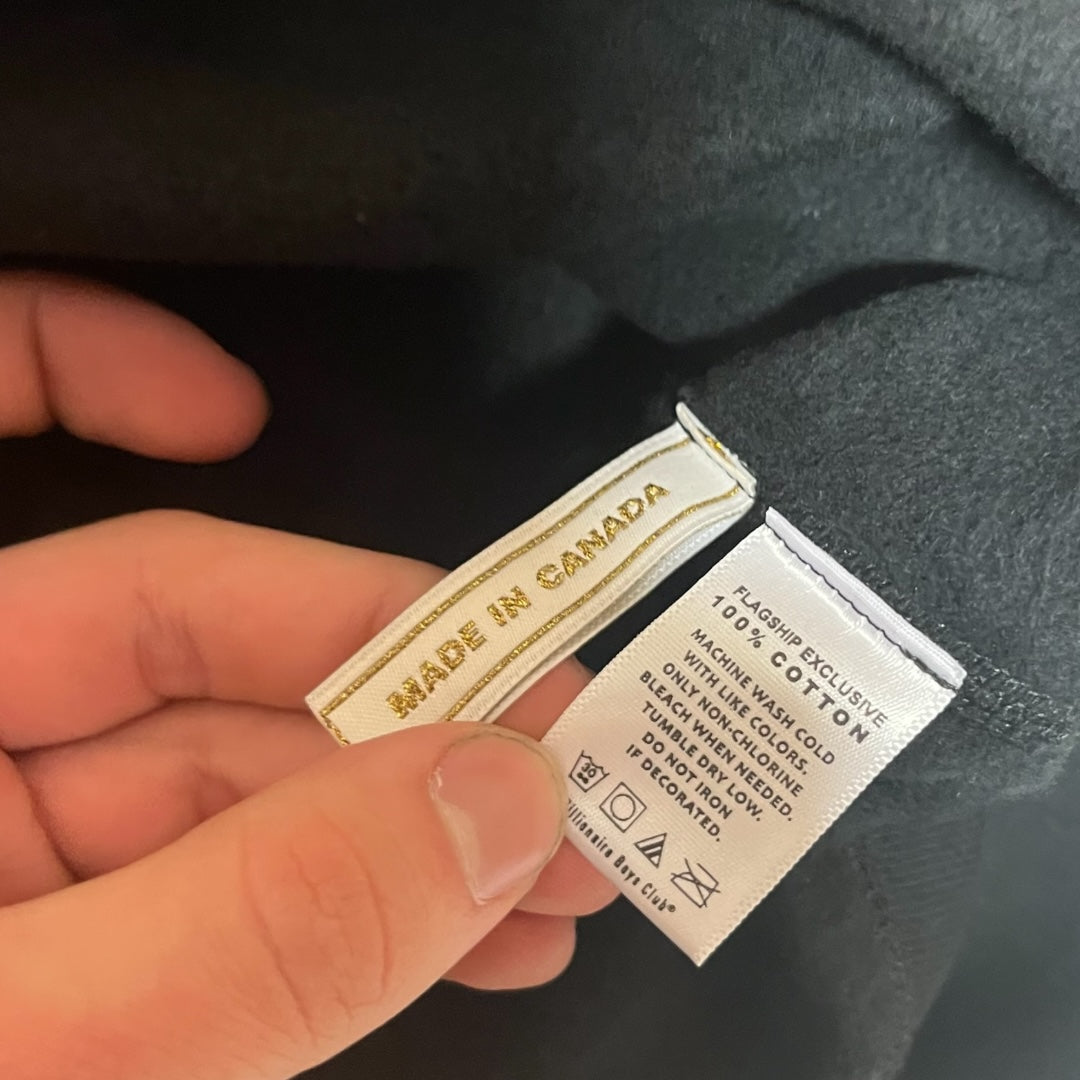 MADE IN CANADA
FLAGSHIP EXCLUSIVE
100% COTTON
MACHINE WASH COLD
WITH LIKE COLORS.
ONLY NON-CHLORINE
BLEACH WHEN NEEDED.
TUMBLE DRY LOW.
DO NOT IRON
IF DECORATED.
30
Boys Club®